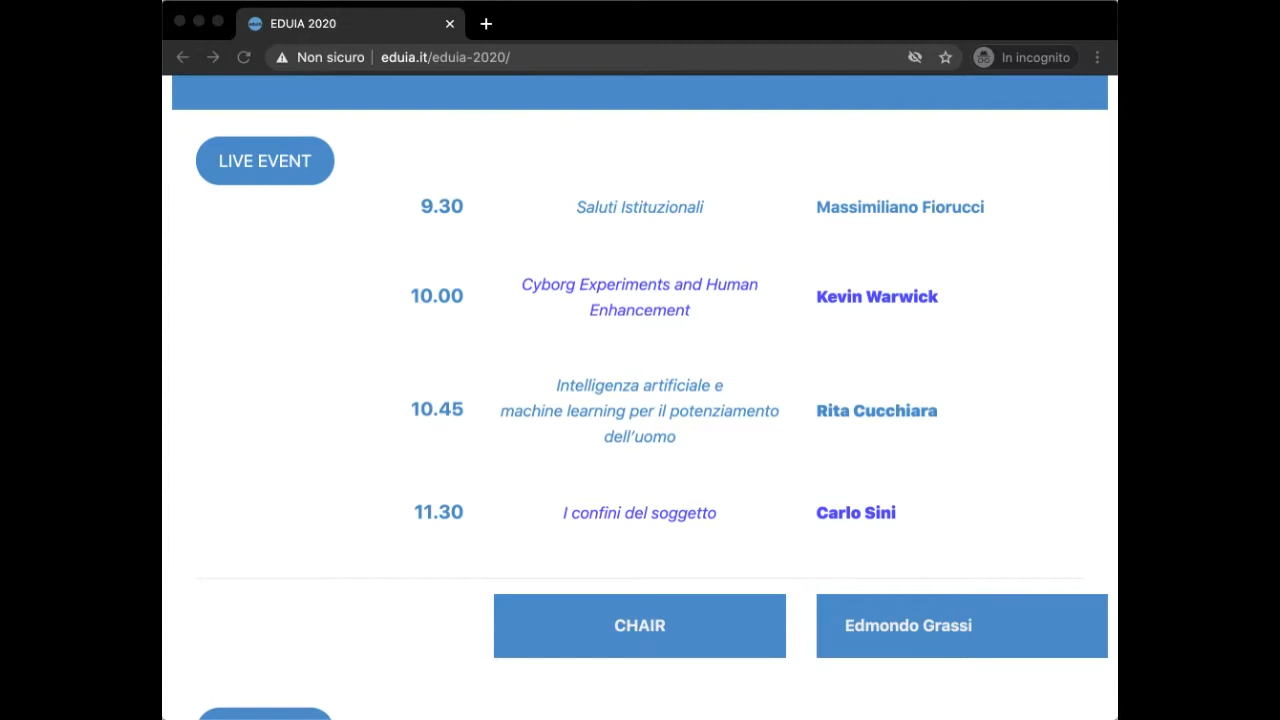 EDUIA 2020
Non sicuro
eduia.it/eduia-2020/
In incognito
LIVE EVENT
9.30
Saluti Istituzionali
Massimiliano Fiorucci
10.00
Cyborg Experiments and Human
Enhancement
Kevin Warwick
10.45
Intelligenza artificiale e
machine learning per il potenziamento
dell’uomo
Rita Cucchiara
11.30
I confini del soggetto
Carlo Sini
CHAIR
Edmondo Grassi